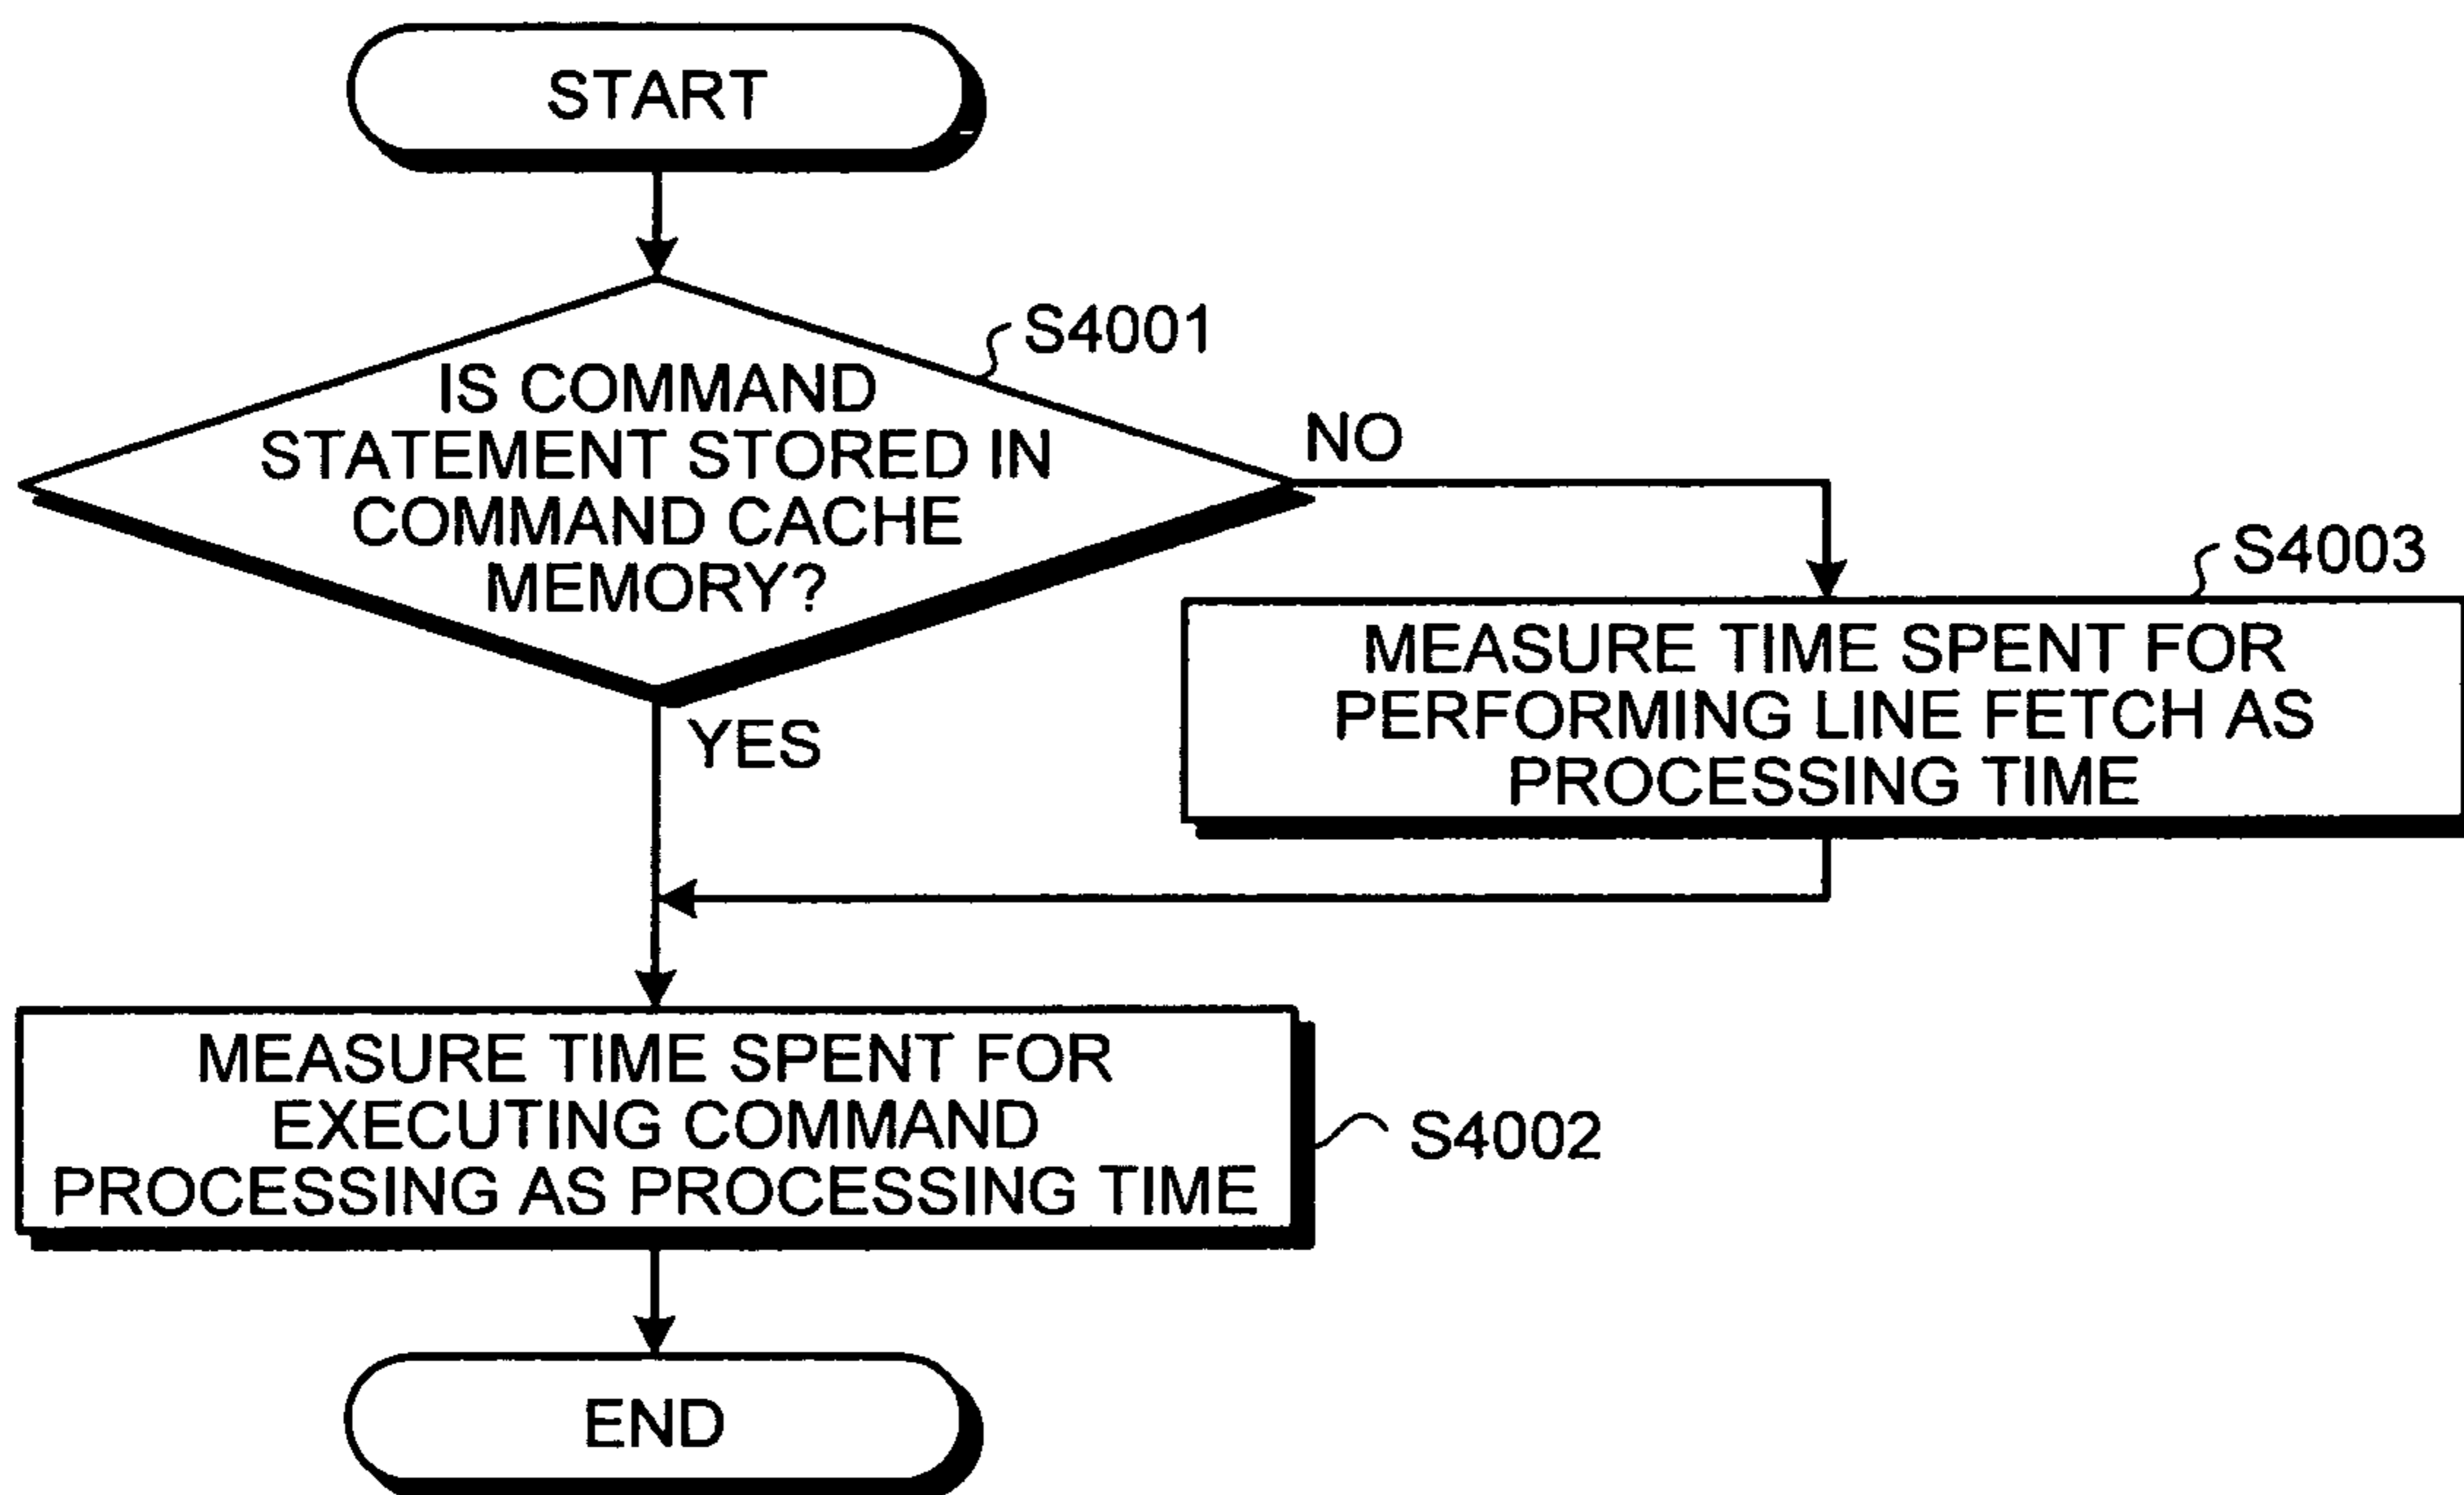 START
S4001
IS COMMAND
STATEMENT STORED IN
COMMAND CACHE
MEMORY?
NO
YES
S4003
MEASURE TIME SPENT FOR
PERFORMING LINE FETCH AS
PROCESSING TIME
MEASURE TIME SPENT FOR
EXECUTING COMMAND
PROCESSING AS PROCESSING TIME
S4002
END